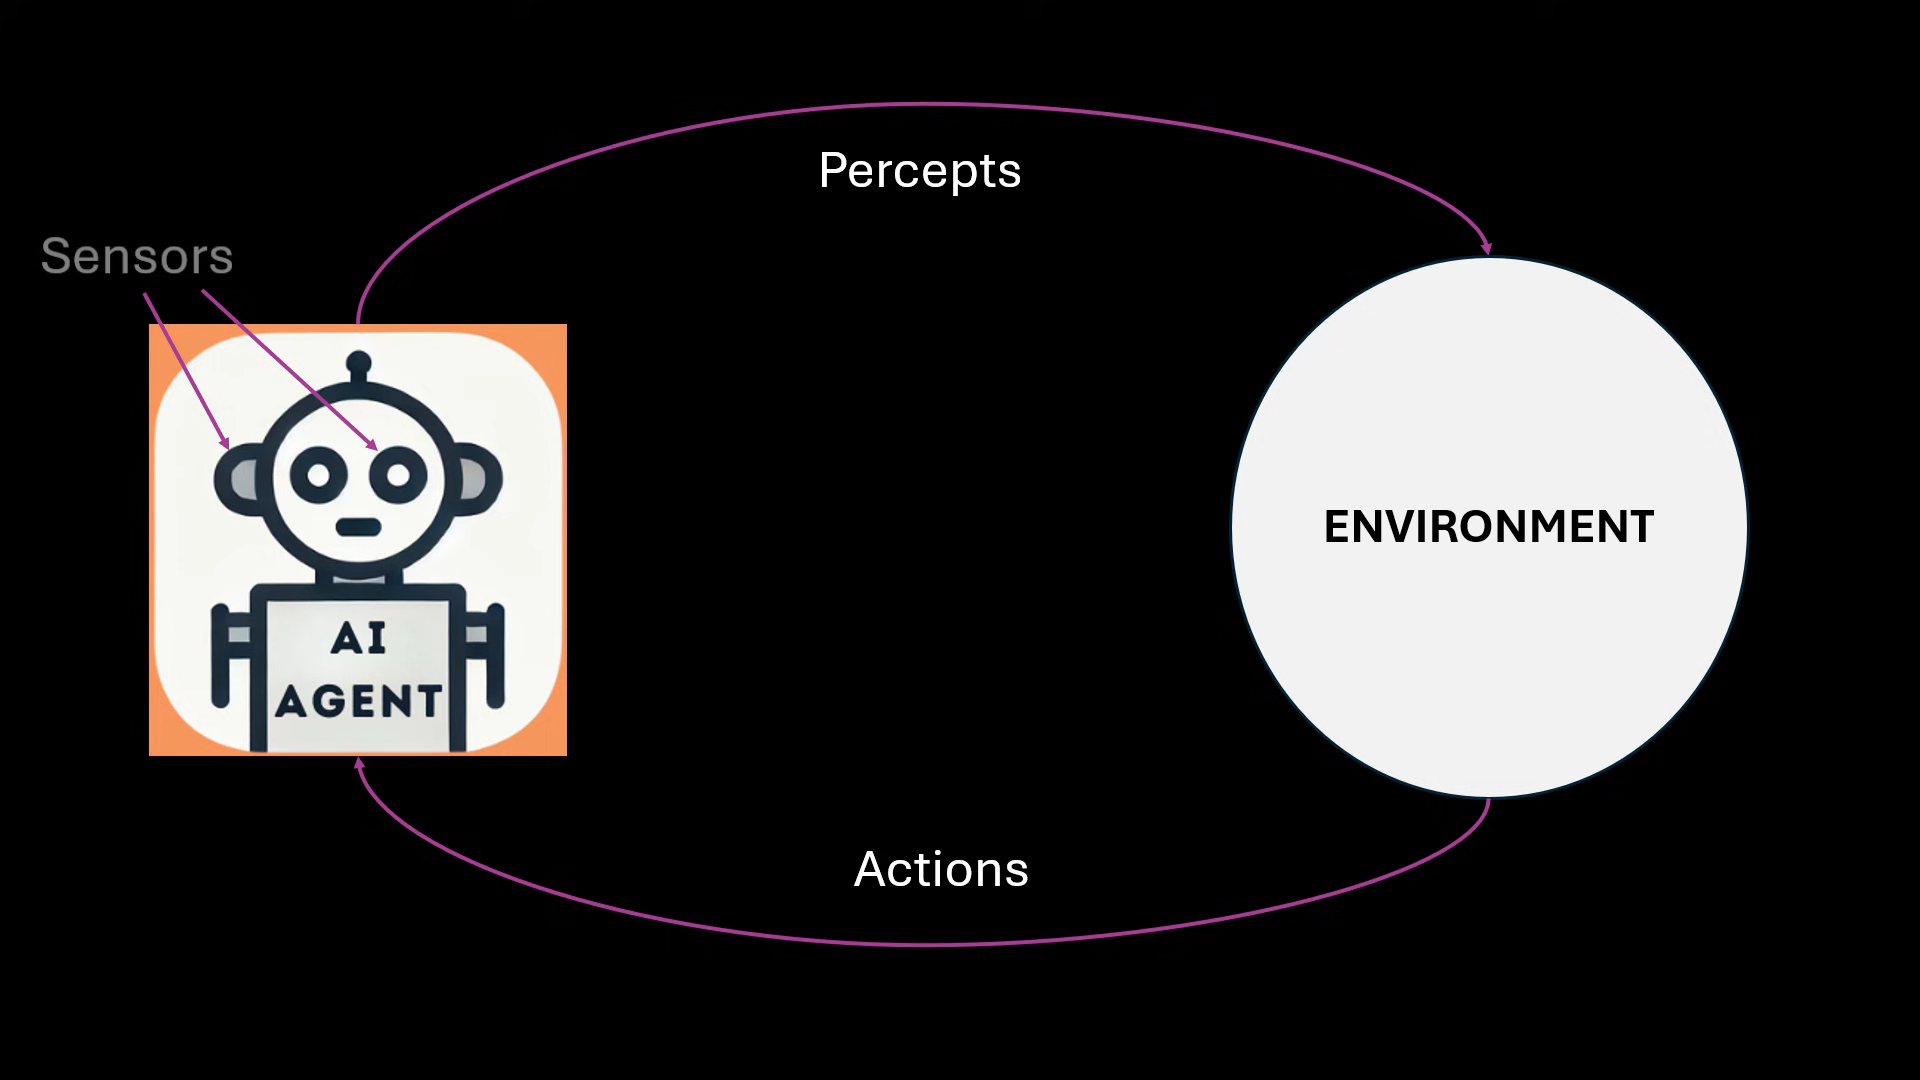 Percepts
Sensors
ENVIRONMENT
AI
AGENT
Actions